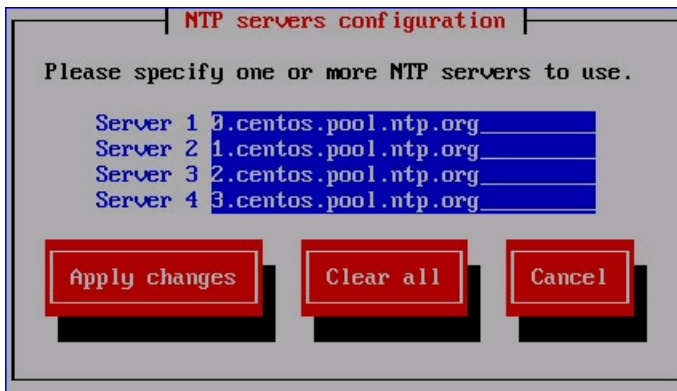 NTP servers configuration
Please specify one or more NTP servers to use.
Server 1 0.centos.pool.ntp.org
Server 2 1.centos.pool.ntp.org
Server 3 2.centos.pool.ntp.org
Server 4 3.centos.pool.ntp.org
Apply changes Clear all Cancel